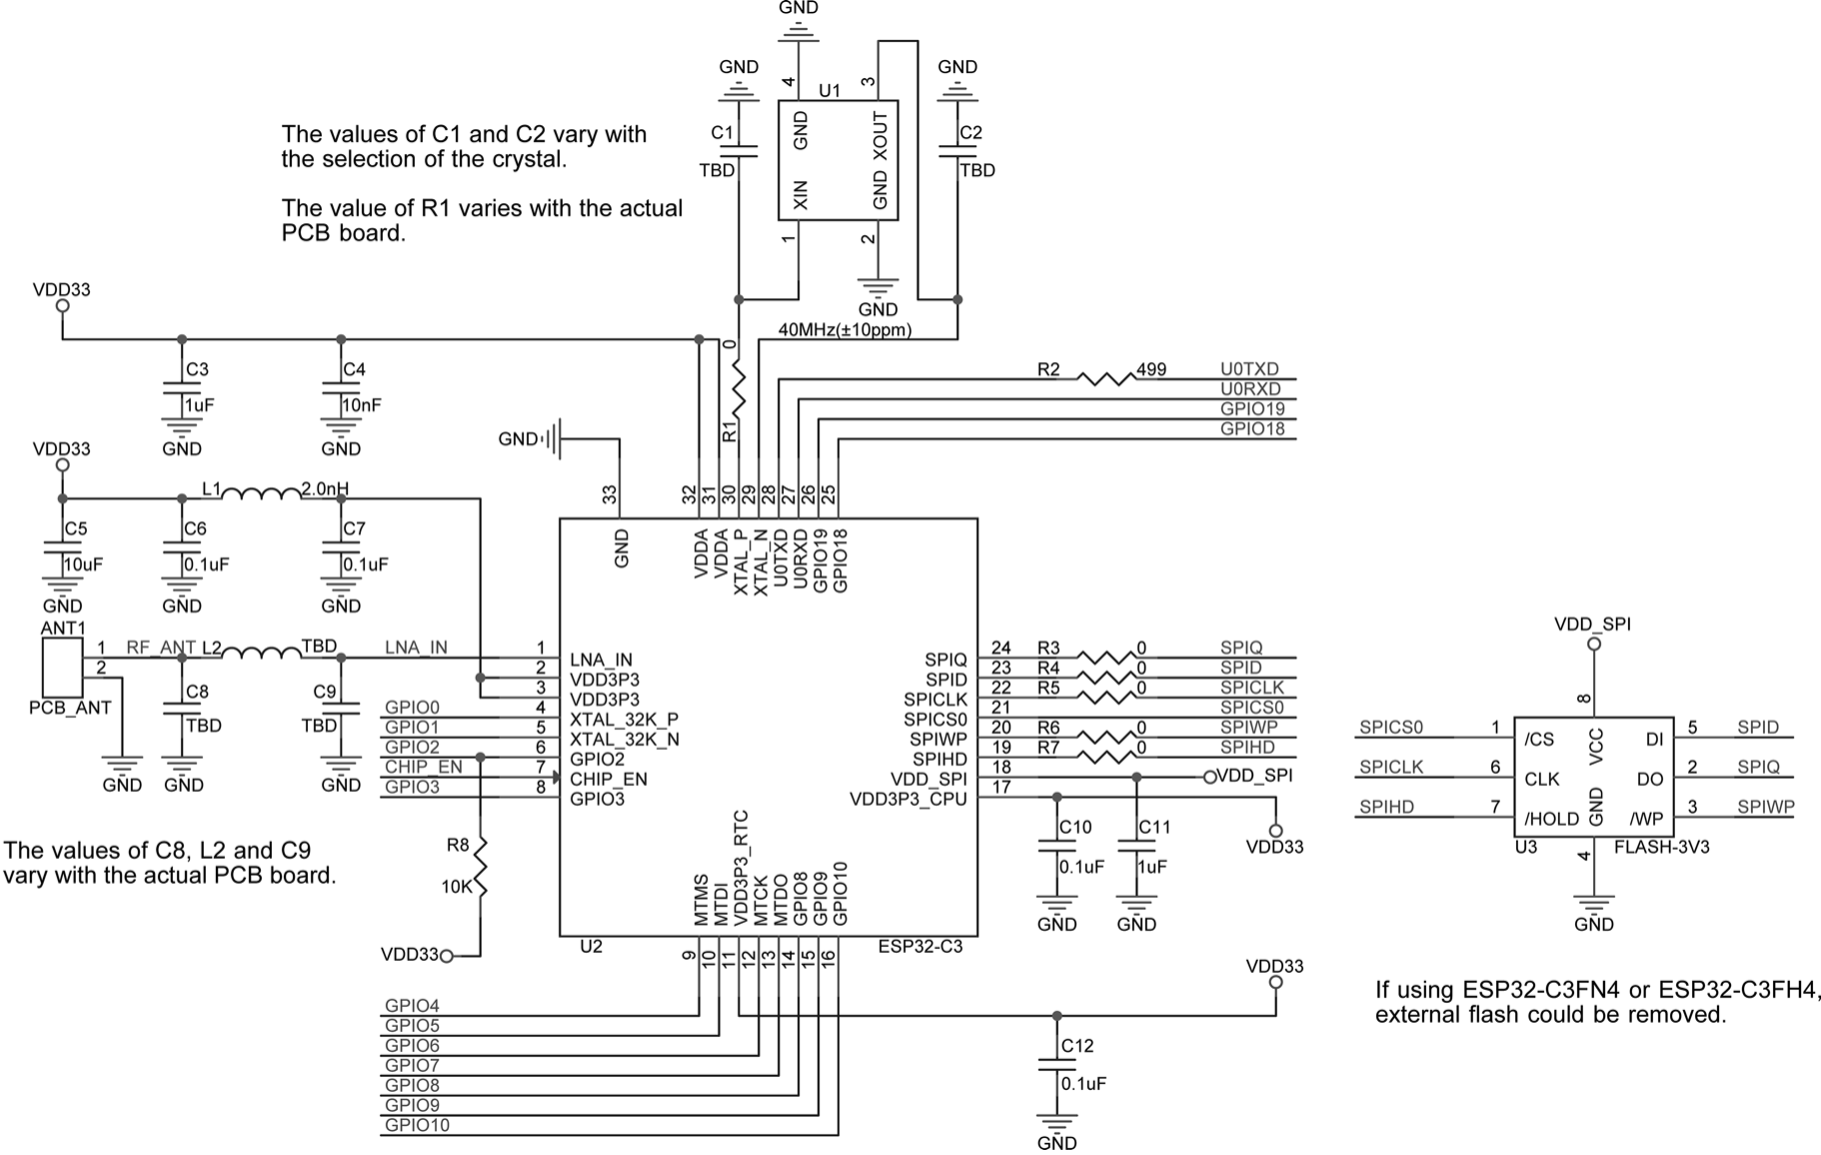 GND
GND
GND
4
3
U1
C1
TBD
GND
XOUT
XIN
GND
C2
TBD
1
2
GND
40MHz(±10ppm)
The values of C1 and C2 vary with
the selection of the crystal.
The value of R1 varies with the actual
PCB board.
VDD33
C3
1uF
GND
C4
10nF
GND
0
R1
R2
499
U0TXD
U0RXD
GPIO19
GPIO18
GND
VDD33
L1
2.0nH
C5
10uF
GND
C6
0.1uF
GND
C7
0.1uF
GND
33
32
31
30
29
28
27
26
25
GND
VDDA
VDDA
XTAL_P
XTAL_N
U0TXD
U0RXD
GPIO19
GPIO18
ANT1
1
2
PCB_ANT
GND
RF_ANT
L2
TBD
LNA_IN
C8
TBD
GND
C9
TBD
GND
1
2
3
4
5
6
7
8
GPIO0
GPIO1
GPIO2
CHIP_EN
GPIO3
LNA_IN
VDD3P3
VDD3P3
XTAL_32K_P
XTAL_32K_N
GPIO2
CHIP_EN
GPIO3
SPIQ
SPID
SPICLK
SPICS0
SPIWP
SPIHD
VDD_SPI
VDD3P3_CPU
24 R3 0 SPIQ
23 R4 0 SPID
22 R5 0 SPICLK
21 SPICS0
20 R6 0 SPIWP
19 R7 0 SPIHD
18 VDD_SPI
17
C10
0.1uF
GND
C11
1uF
GND
VDD33
The values of C8, L2 and C9
vary with the actual PCB board.
R8
10K
VDD33
MTMS
MTDI
VDD3P3_RTC
MTCK
MTDO
GPIO8
GPIO9
GPIO10
U2
ESP32-C3
9
10
11
12
13
14
15
16
GPIO4
GPIO5
GPIO6
GPIO7
GPIO8
GPIO9
GPIO10
VDD33
C12
0.1uF
GND
VDD_SPI
8
SPICS0 1 /CS
SPICLK 6 CLK
SPIHD 7 /HOLD
VCC
GND
DI 5 SPID
DO 2 SPIQ
/WP 3 SPIWP
U3
FLASH-3V3
4
GND
If using ESP32-C3FN4 or ESP32-C3FH4,
external flash could be removed.